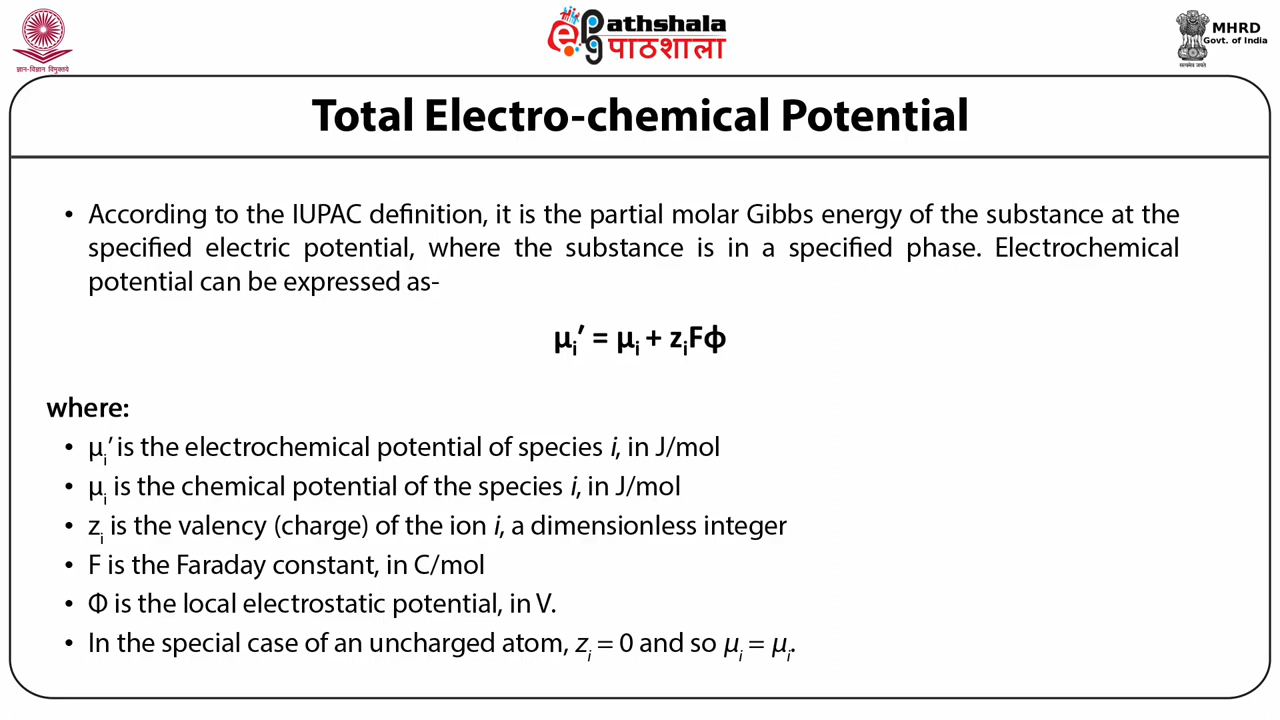 ज्ञान-विज्ञान विमुक्तये
ePathshala
पाठशाला
MHRD
Govt. of India
सत्यमेव जयते
Total Electro-chemical Potential
• According to the IUPAC definition, it is the partial molar Gibbs energy of the substance at the
specified electric potential, where the substance is in a specified phase. Electrochemical
potential can be expressed as-
μᵢ′ = μᵢ + zᵢFϕ
where:
• μᵢ′ is the electrochemical potential of species i, in J/mol
• μᵢ is the chemical potential of the species i, in J/mol
• zᵢ is the valency (charge) of the ion i, a dimensionless integer
• F is the Faraday constant, in C/mol
• Φ is the local electrostatic potential, in V.
• In the special case of an uncharged atom, zᵢ = 0 and so μᵢ = μᵢ.